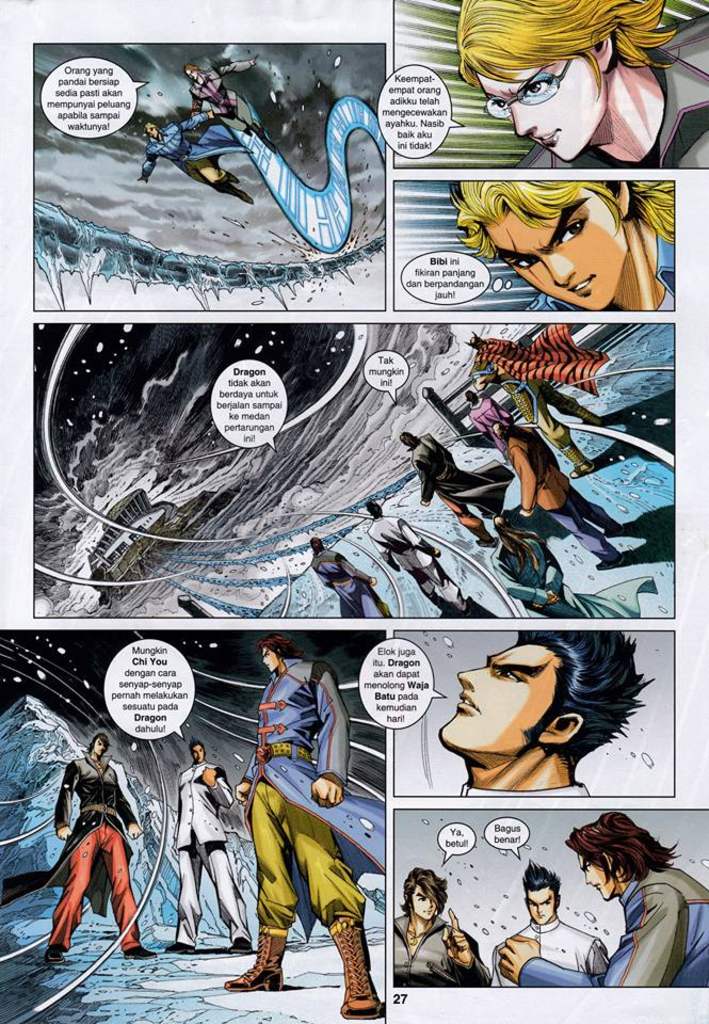 Orang yang
pandai bersiap
sedia pasti akan
mempunyai peluang
apabila sampai
waktunya!
Keempat-
empat orang
adikku telah
mengecewakan
ayahku. Nasib
baik aku
ini tidak!
Bibi ini
fikiran panjang
dan berpandangan
jauh!
Dragon
tidak akan
berdaya untuk
berjalan sampai
ke medan
pertarungan
ini!
Tak
mungkin
ini!
Mungkin
Chi You
dengan cara
senyap-senyap
pernah melakukan
sesuatu pada
Dragon
dahulu!
Elok juga
itu. Dragon
akan dapat
menolong Waja
Batu pada
kemudian
hari!
Ya,
betul!
Bagus
benar!
27